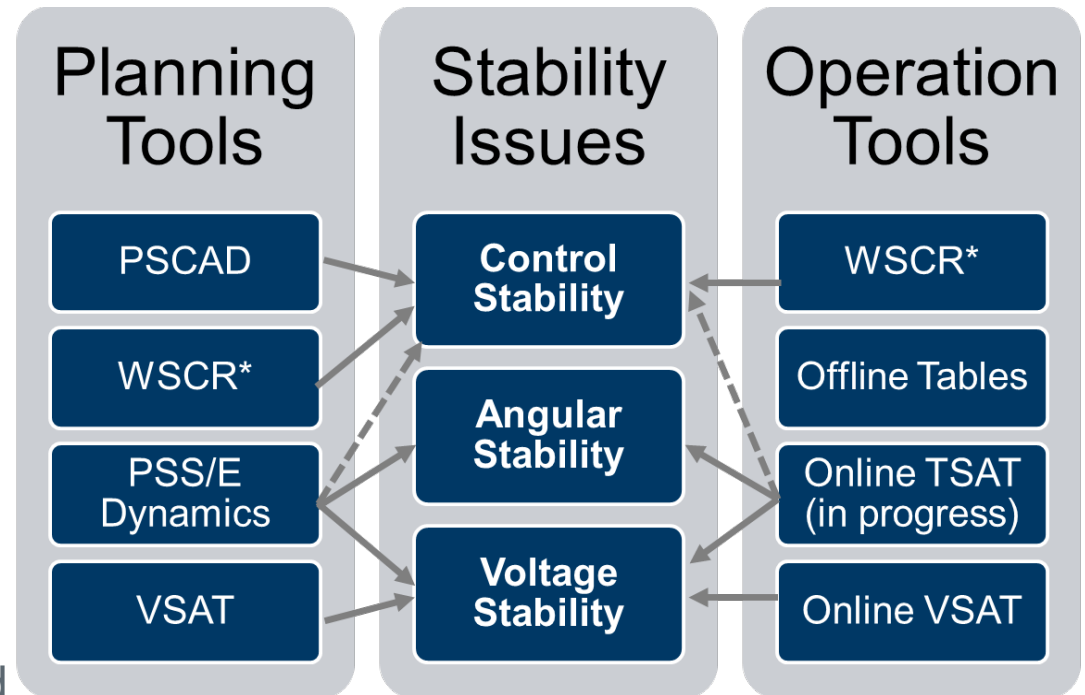 Planning
Tools
PSCAD
WSCR*
PSS/E
Dynamics
VSAT
Stability
Issues
Control
Stability
Angular
Stability
Voltage
Stability
Operation
Tools
WSCR*
Offline Tables
Online TSAT
(in progress)
Online VSAT